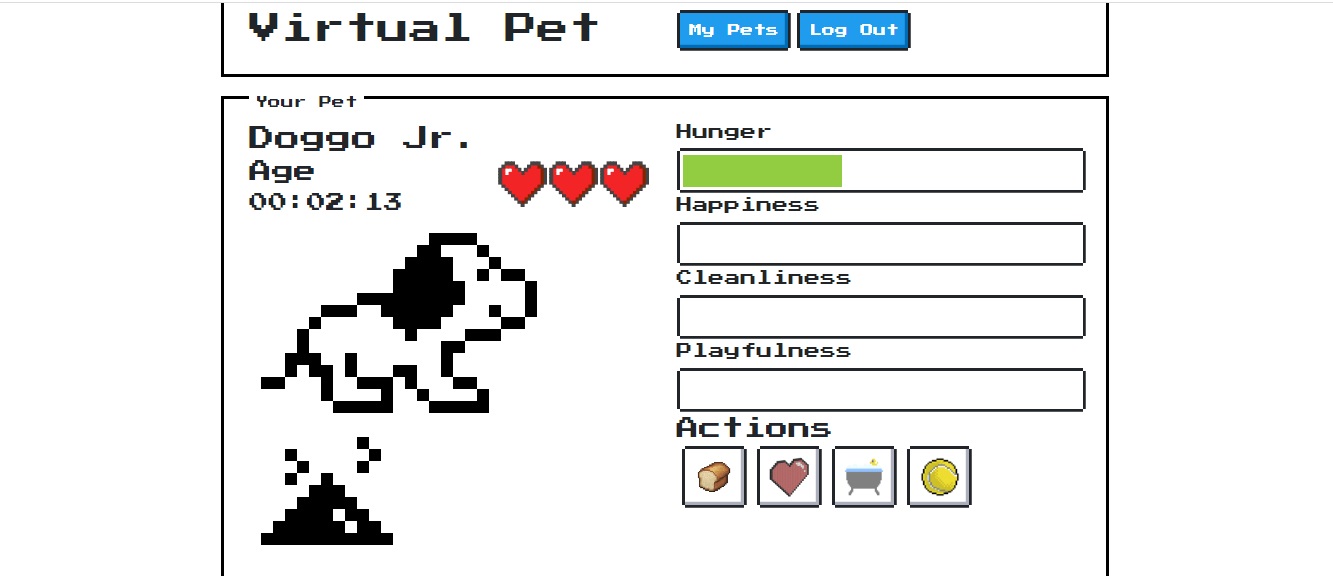 Virtual Pet
My Pets
Log Out
Your Pet
Doggo Jr.
Age
00:02:13
Hunger
Happiness
Cleanliness
Playfulness
Actions